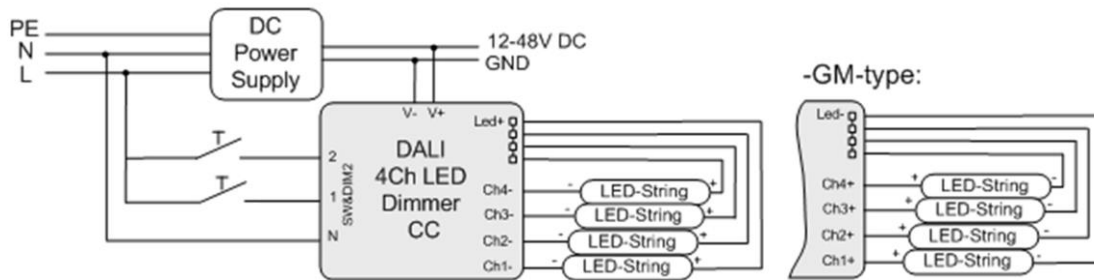 PE
N
L
DC
Power
Supply
12-48V DC
GND
-GM-type:
V- V+
Led+
DALI
4Ch LED
Dimmer
CC
SW&DIM2
2
1
N
Ch4-
Ch3-
Ch2-
Ch1-
- LED-String +
- LED-String +
- LED-String +
- LED-String +
Led-
Ch4+
Ch3+
Ch2+
Ch1+
+ LED-String -
+ LED-String -
+ LED-String -
+ LED-String -